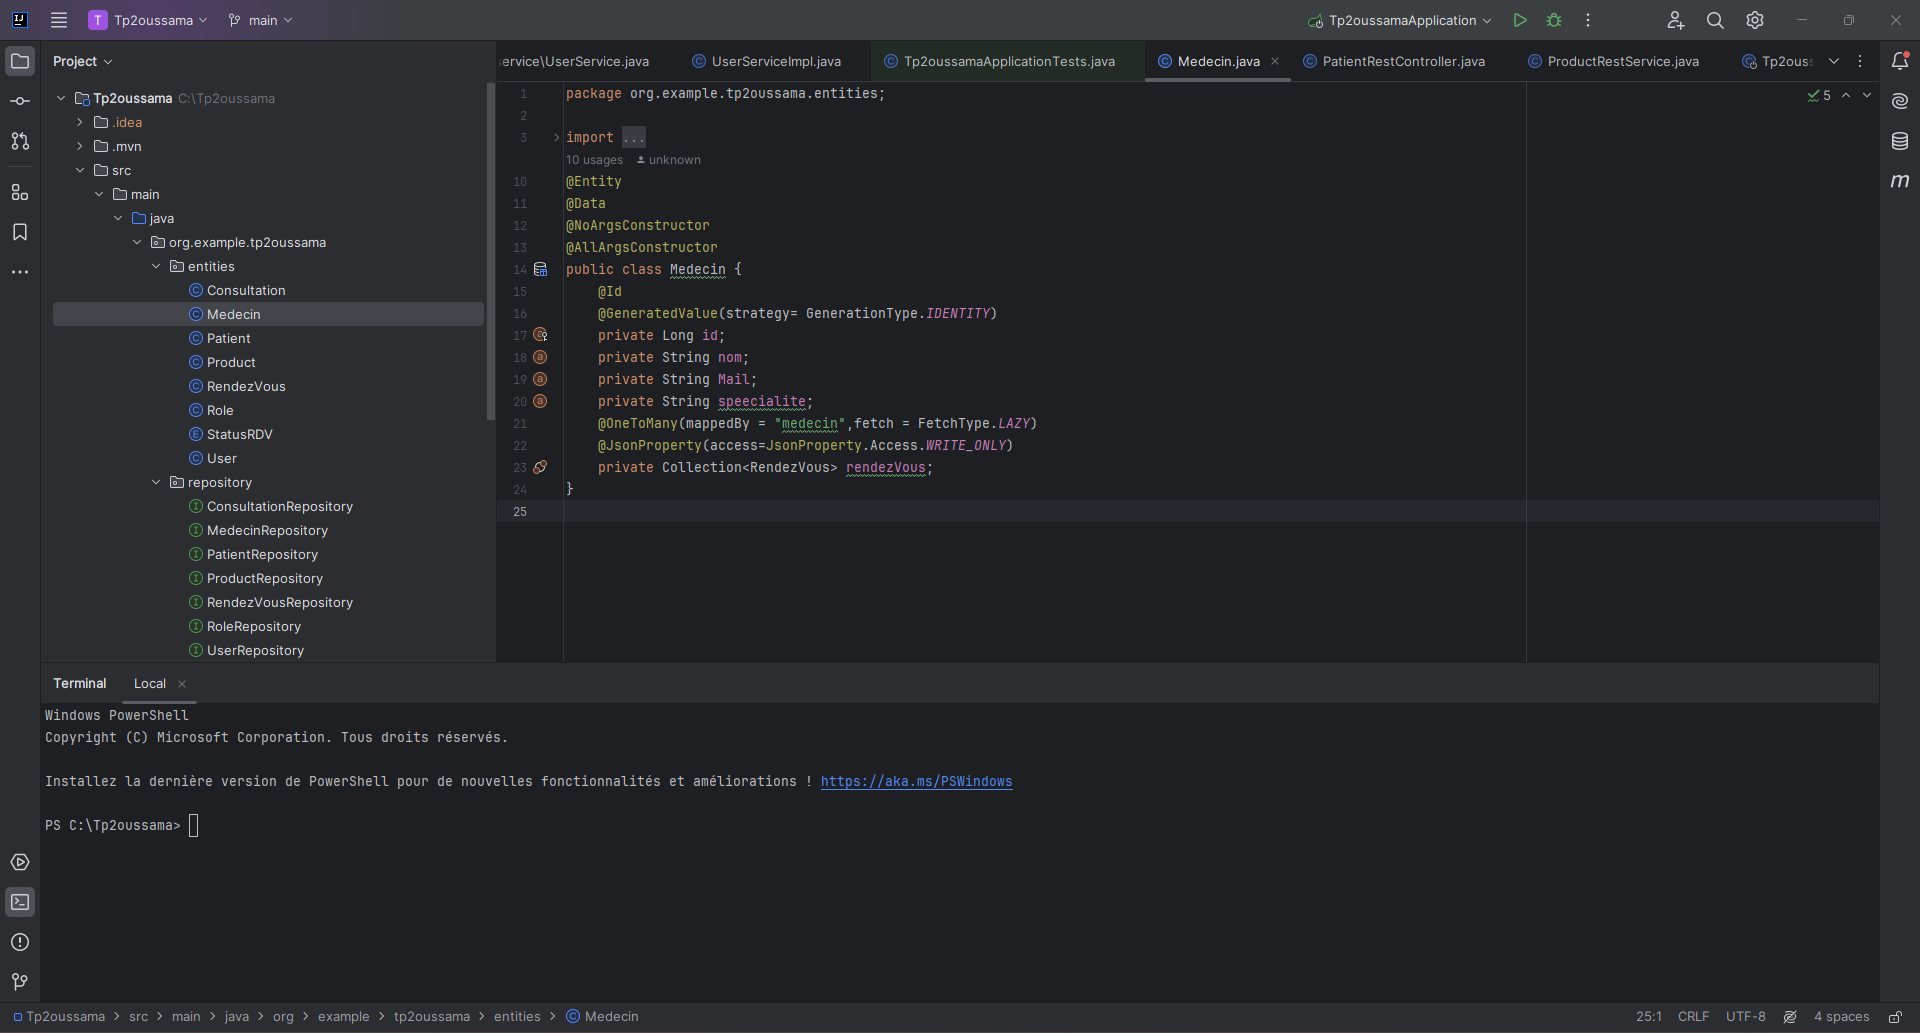 T Tp2oussama main Tp2oussamaApplication
Project
Tp2oussama C:\Tp2oussama
.idea
.mvn
src
main
java
org.example.tp2oussama
entities
Consultation
Medecin
Patient
Product
RendezVous
Role
StatusRDV
User
repository
ConsultationRepository
MedecinRepository
PatientRepository
ProductRepository
RendezVousRepository
RoleRepository
UserRepository
ervice\UserService.java UserServiceImpl.java Tp2oussamaApplicationTests.java Medecin.java PatientRestController.java ProductRestService.java Tp2ous
5
1 package org.example.tp2oussama.entities;
2
3 import ...
10 usages unknown
10 @Entity
11 @Data
12 @NoArgsConstructor
13 @AllArgsConstructor
14 public class Medecin {
15 @Id
16 @GeneratedValue(strategy= GenerationType.IDENTITY)
17 private Long id;
18 private String nom;
19 private String Mail;
20 private String speecialite;
21 @OneToMany(mappedBy = "medecin",fetch = FetchType.LAZY)
22 @JsonProperty(access=JsonProperty.Access.WRITE_ONLY)
23 private Collection<RendezVous> rendezVous;
24 }
25
Terminal Local
Windows PowerShell
Copyright (C) Microsoft Corporation. Tous droits réservés.
Installez la dernière version de PowerShell pour de nouvelles fonctionnalités et améliorations ! https://aka.ms/PSWindows
PS C:\Tp2oussama>
Tp2oussama > src > main > java > org > example > tp2oussama > entities > Medecin
25:1 CRLF UTF-8 4 spaces